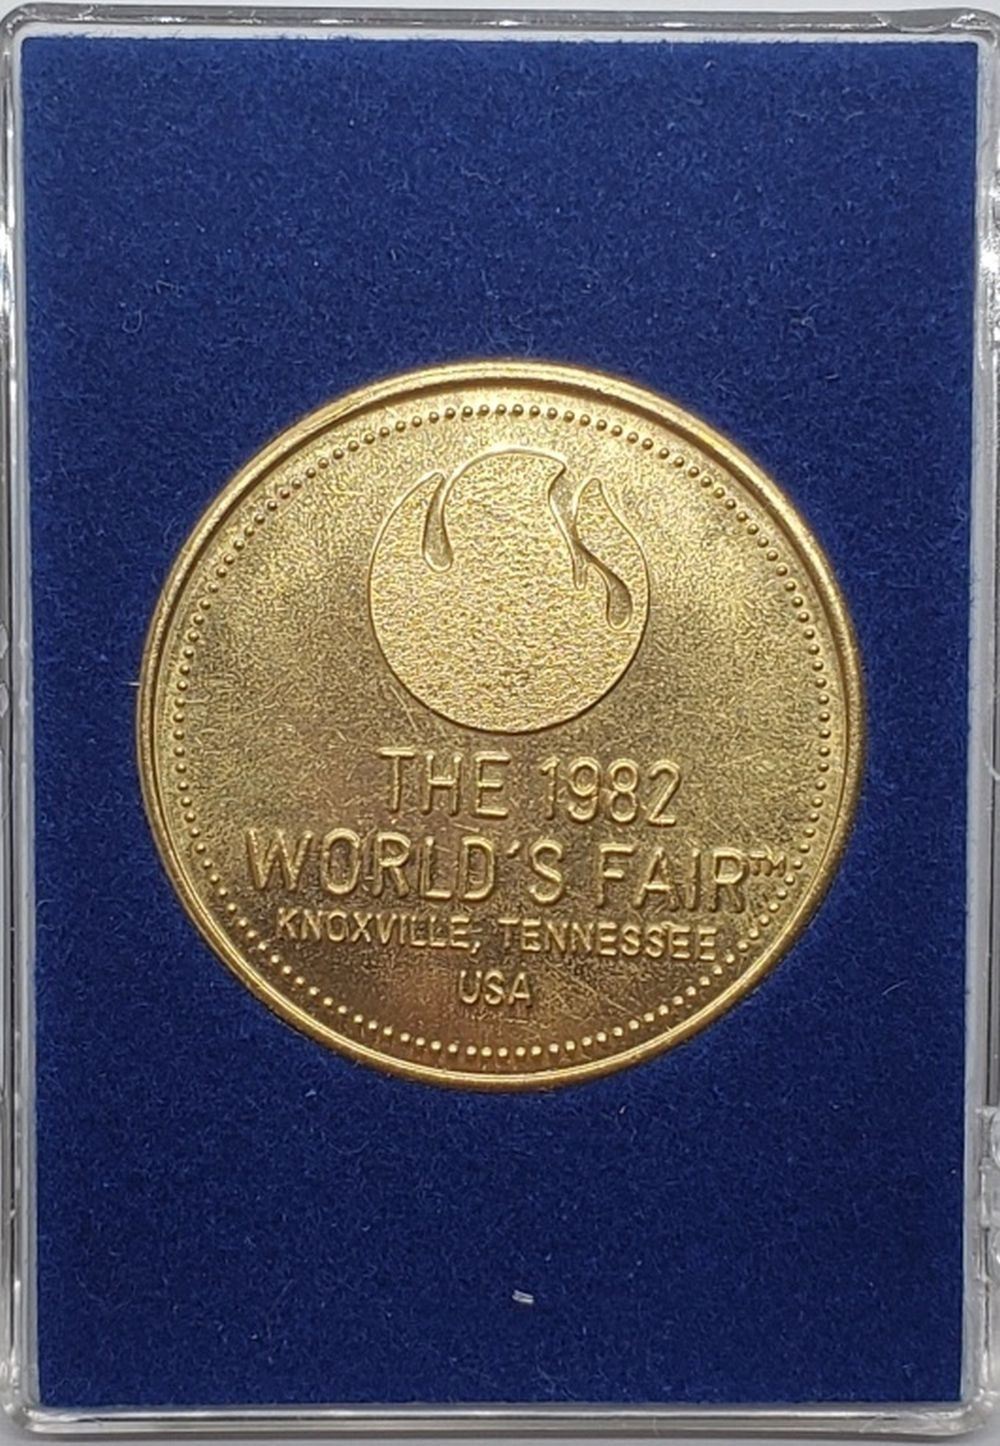 THE 1982
WORLD'S FAIR™
KNOXVILLE, TENNESSEE
USA